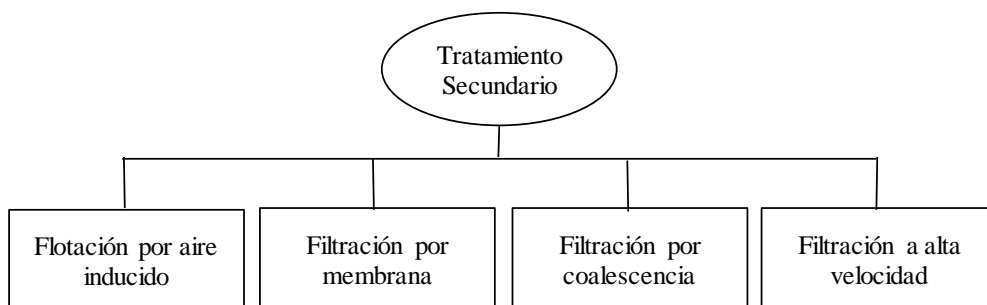 Tratamiento
Secundario
Flotación por aire
inducido
Filtración por
membrana
Filtración por
coalescencia
Filtración a alta
velocidad